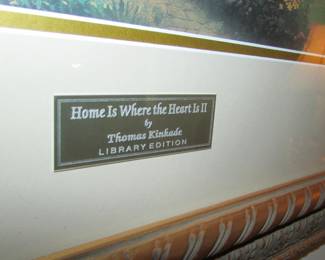 Home Is Where the Heart Is II
by
Thomas Kinkade
LIBRARY EDITION